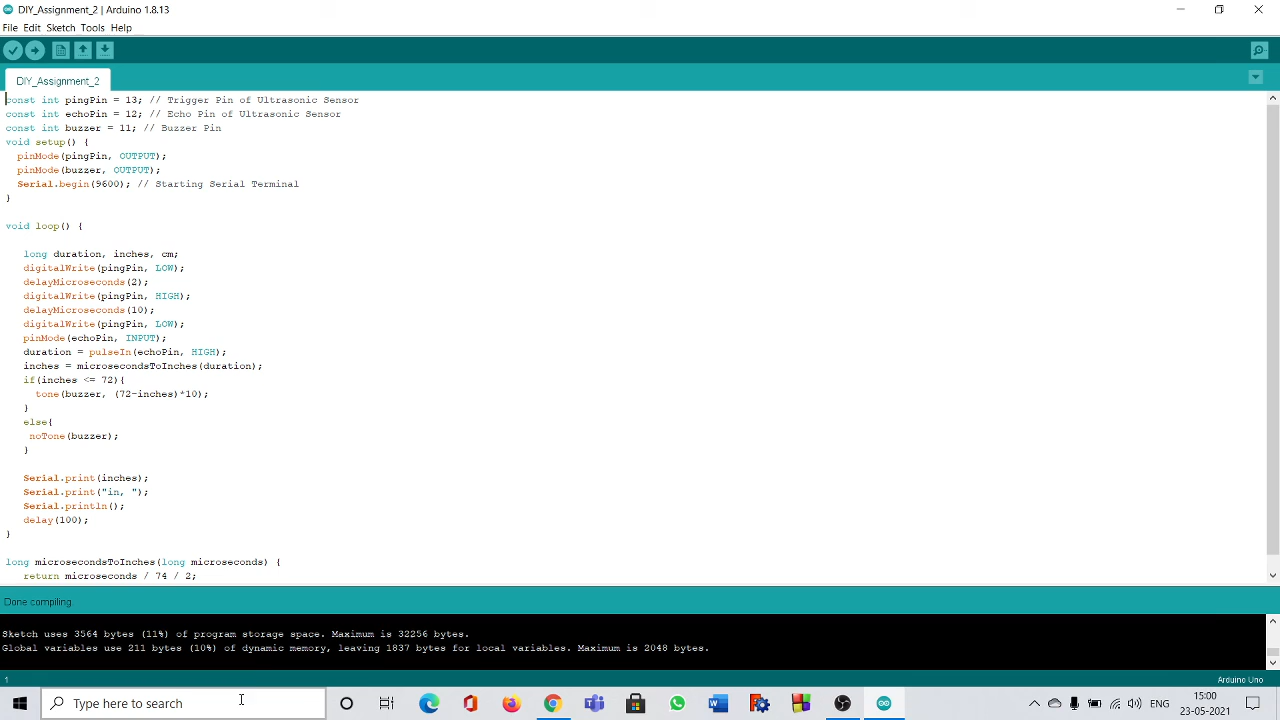 DIY_Assignment_2 | Arduino 1.8.13
File Edit Sketch Tools Help
DIY_Assignment_2
const int pingPin = 13; // Trigger Pin of Ultrasonic Sensor
const int echoPin = 12; // Echo Pin of Ultrasonic Sensor
const int buzzer = 11; // Buzzer Pin
void setup() {
  pinMode(pingPin, OUTPUT);
  pinMode(buzzer, OUTPUT);
  Serial.begin(9600); // Starting Serial Terminal
}
void loop() {
   long duration, inches, cm;
   digitalWrite(pingPin, LOW);
   delayMicroseconds(2);
   digitalWrite(pingPin, HIGH);
   delayMicroseconds(10);
   digitalWrite(pingPin, LOW);
   pinMode(echoPin, INPUT);
   duration = pulseIn(echoPin, HIGH);
   inches = microsecondsToInches(duration);
   if(inches <= 72){
     tone(buzzer, (72-inches)*10);
   }
   else{
    noTone(buzzer);
   }
   Serial.print(inches);
   Serial.print("in, ");
   Serial.println();
   delay(100);
}
long microsecondsToInches(long microseconds) {
   return microseconds / 74 / 2;
Done compiling.
Sketch uses 3564 bytes (11%) of program storage space. Maximum is 32256 bytes.
Global variables use 211 bytes (10%) of dynamic memory, leaving 1837 bytes for local variables. Maximum is 2048 bytes.
1
Arduino Uno
Type here to search
ENG
15:00
23-05-2021